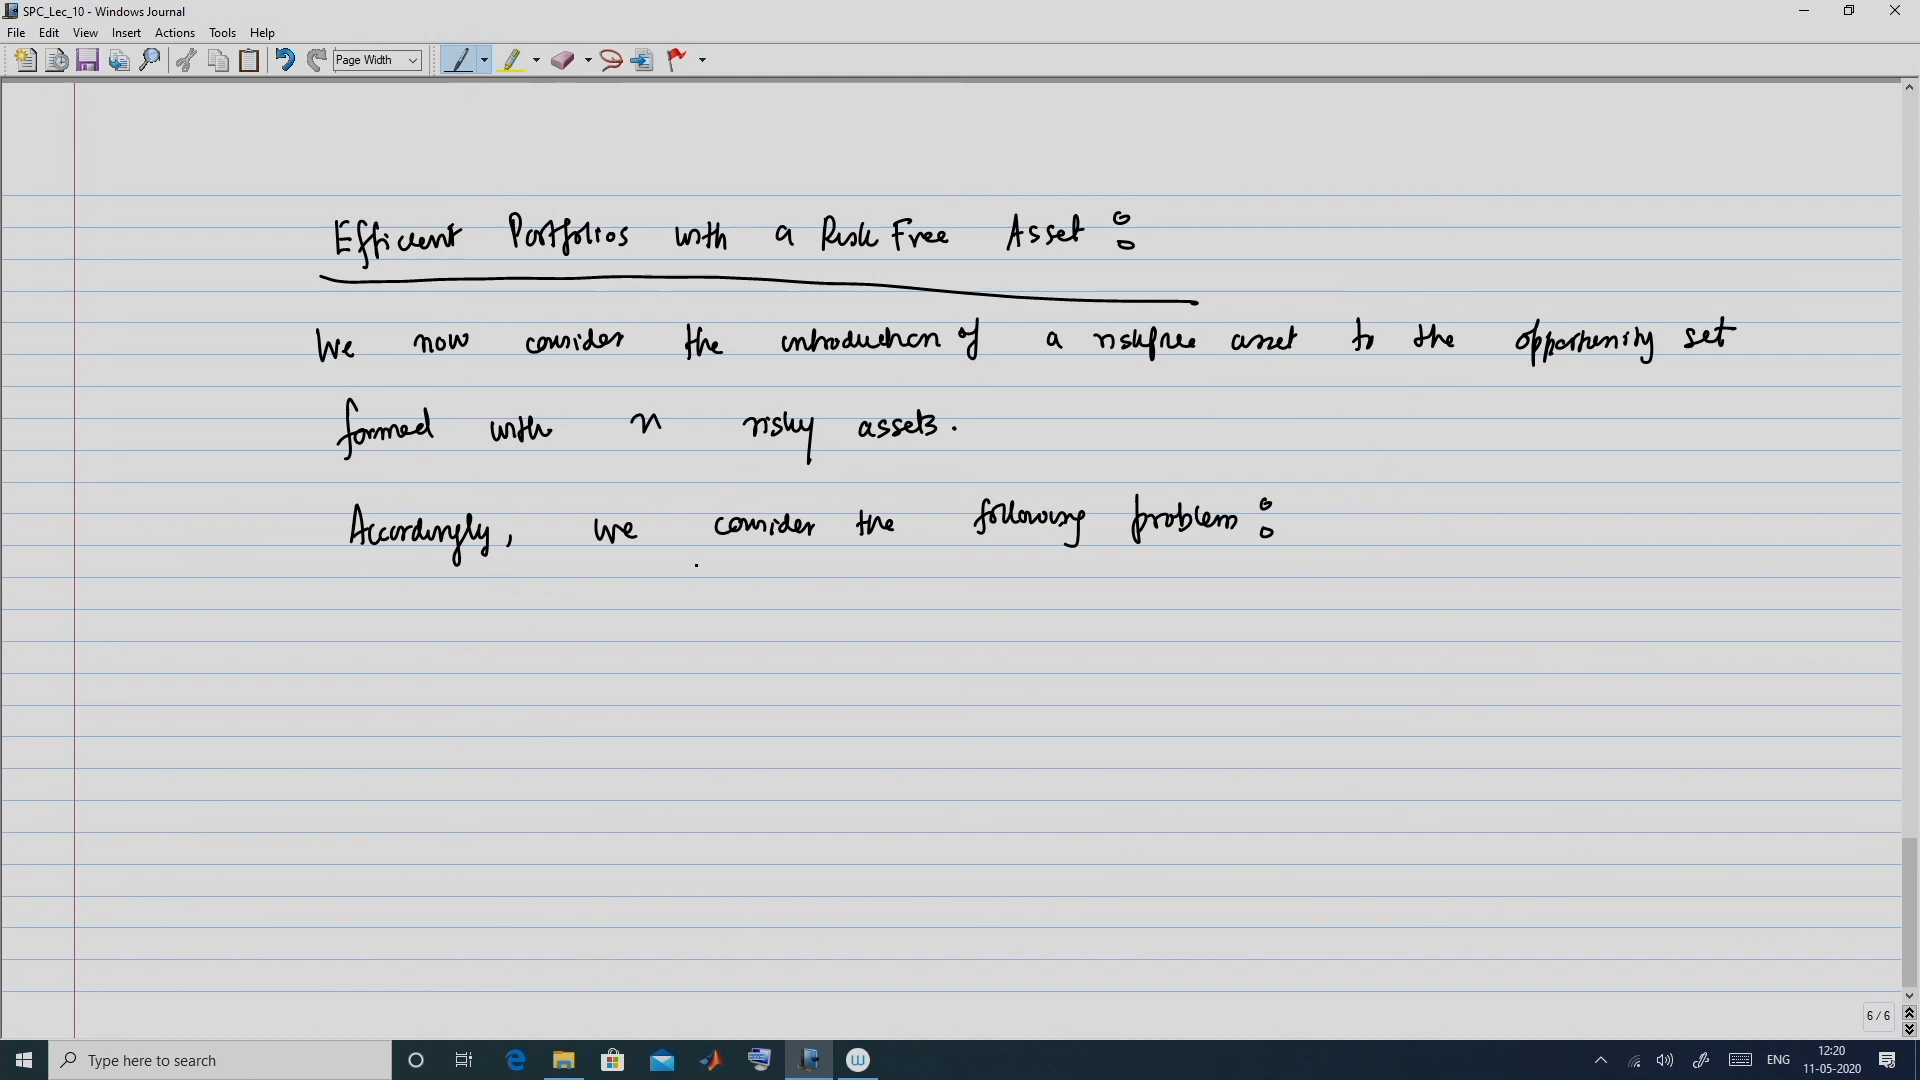 SPC_Lec_10 - Windows Journal
File Edit View Insert Actions Tools Help
Page Width
Efficient Portfolios with a Risk Free Asset :
We now consider the introduction of a riskfree asset to the opportunity set
formed with n risky assets.
Accordingly, we consider the following problem :
6 / 6
Type here to search
ENG
12:20
11-05-2020